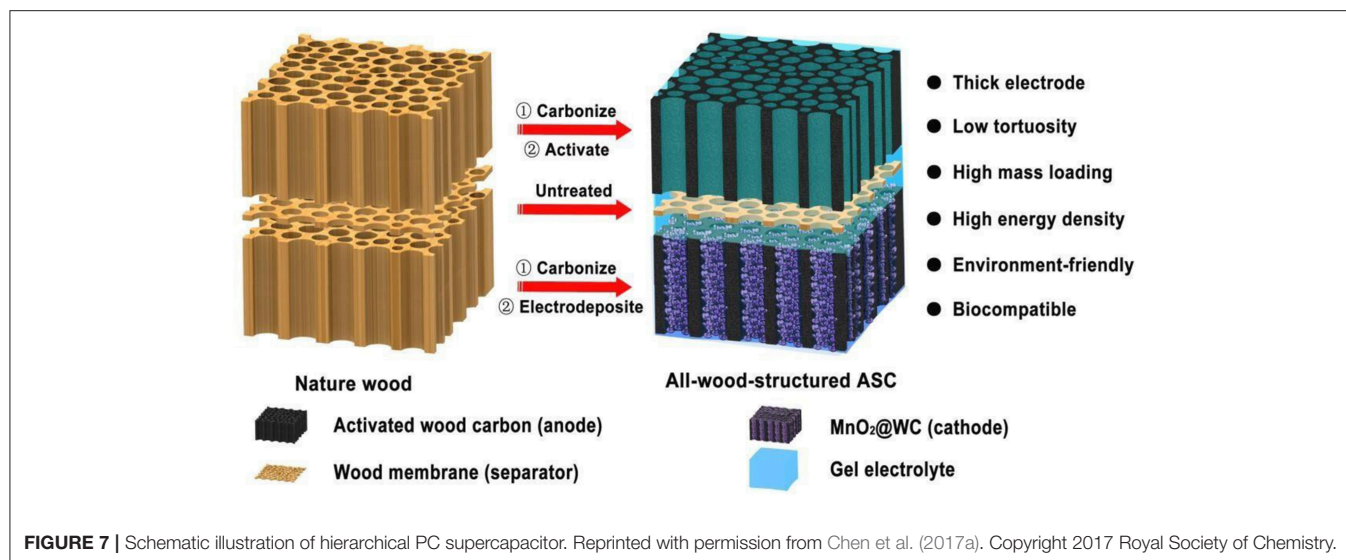 ① Carbonize
② Activate
Untreated
① Carbonize
② Electrodeposite
● Thick electrode
● Low tortuosity
● High mass loading
● High energy density
● Environment-friendly
● Biocompatible
Nature wood
All-wood-structured ASC
Activated wood carbon (anode)
MnO₂@WC (cathode)
Wood membrane (separator)
Gel electrolyte
FIGURE 7 | Schematic illustration of hierarchical PC supercapacitor. Reprinted with permission from Chen et al. (2017a). Copyright 2017 Royal Society of Chemistry.